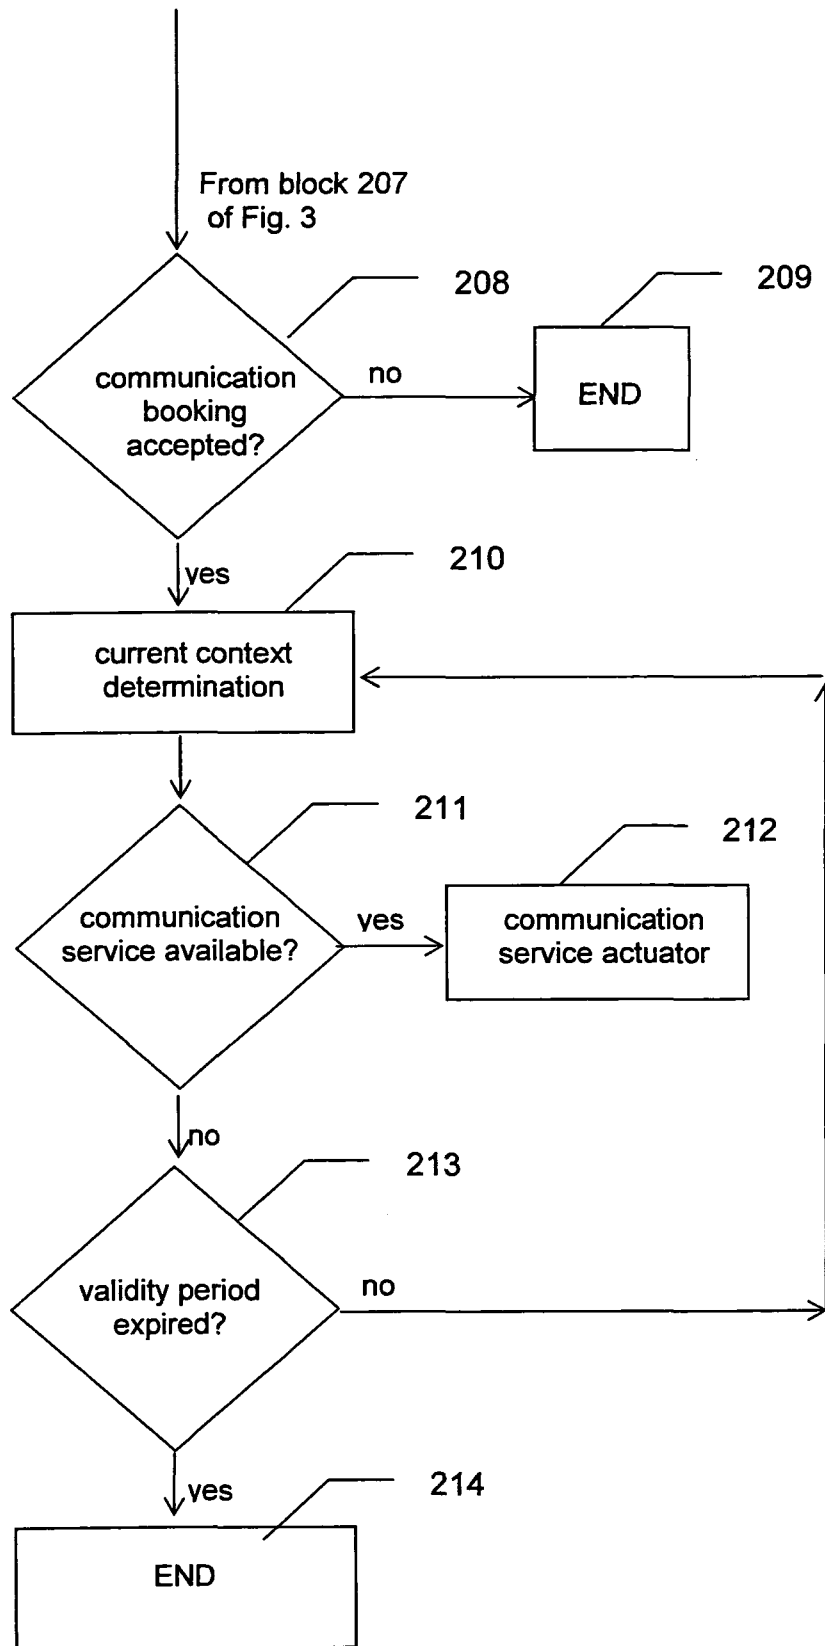 From block 207
of Fig. 3
208
209
communication
booking
accepted?
no
END
yes
210
current context
determination
211
212
communication
service available?
yes
communication
service actuator
no
213
validity period
expired?
no
yes
214
END